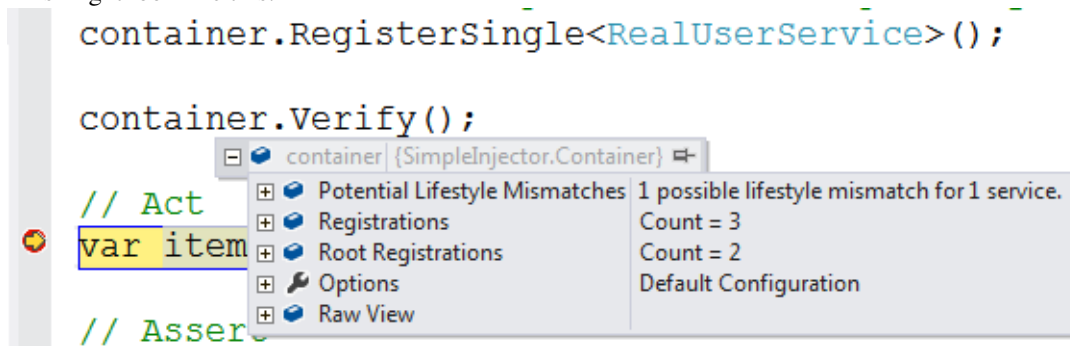 container.RegisterSingle<RealUserService>();
container.Verify();
container {SimpleInjector.Container}
// Act
Potential Lifestyle Mismatches 1 possible lifestyle mismatch for 1 service.
Registrations Count = 3
var item
Root Registrations Count = 2
Options Default Configuration
Raw View
// Assert